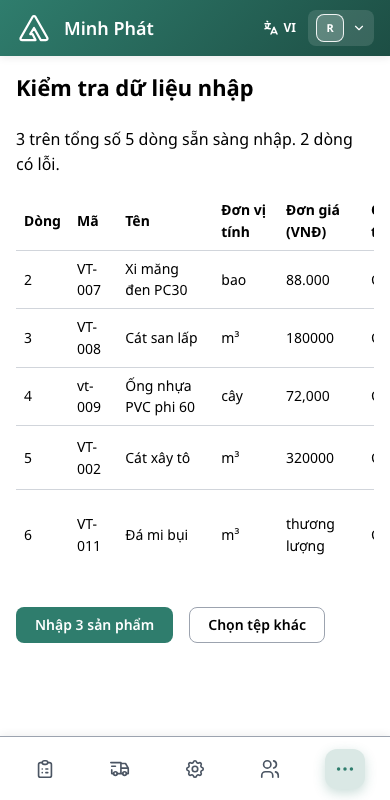 Minh Phát
VI
R
Kiểm tra dữ liệu nhập
3 trên tổng số 5 dòng sẵn sàng nhập. 2 dòng
có lỗi.
Dòng Mã Tên Đơn vị tính Đơn giá (VNĐ)
2 VT-007 Xi măng đen PC30 bao 88.000
3 VT-008 Cát san lấp m³ 180000
4 vt-009 Ống nhựa PVC phi 60 cây 72,000
5 VT-002 Cát xây tô m³ 320000
6 VT-011 Đá mi bụi m³ thương lượng
Nhập 3 sản phẩm
Chọn tệp khác